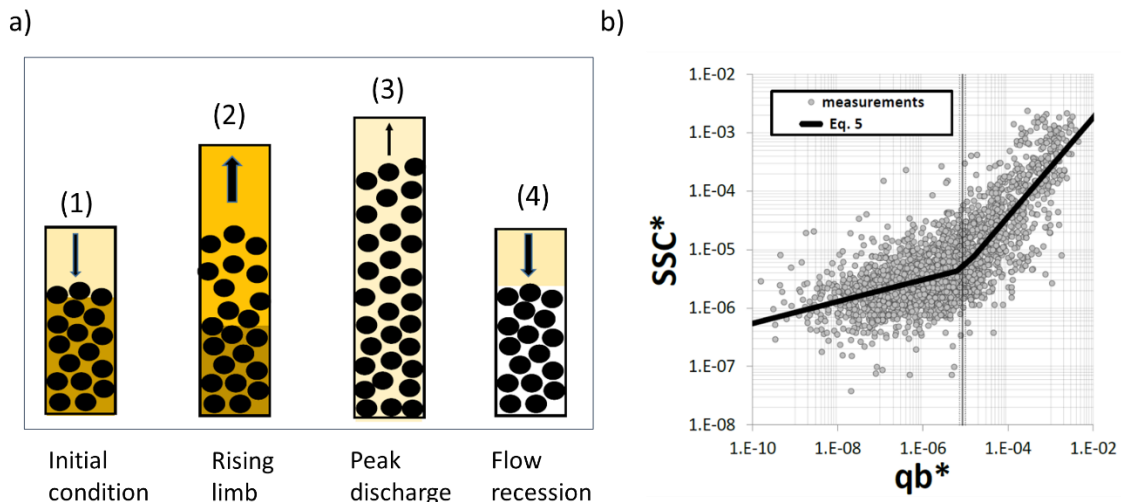 a)
(1)
(2)
(3)
(4)
Initial
condition
Rising
limb
Peak
discharge
Flow
recession
b)
1.E-02
1.E-03
1.E-04
1.E-05
1.E-06
1.E-07
1.E-08
SSC*
measurements
Eq. 5
1.E-10
1.E-08
1.E-06
1.E-04
1.E-02
qb*